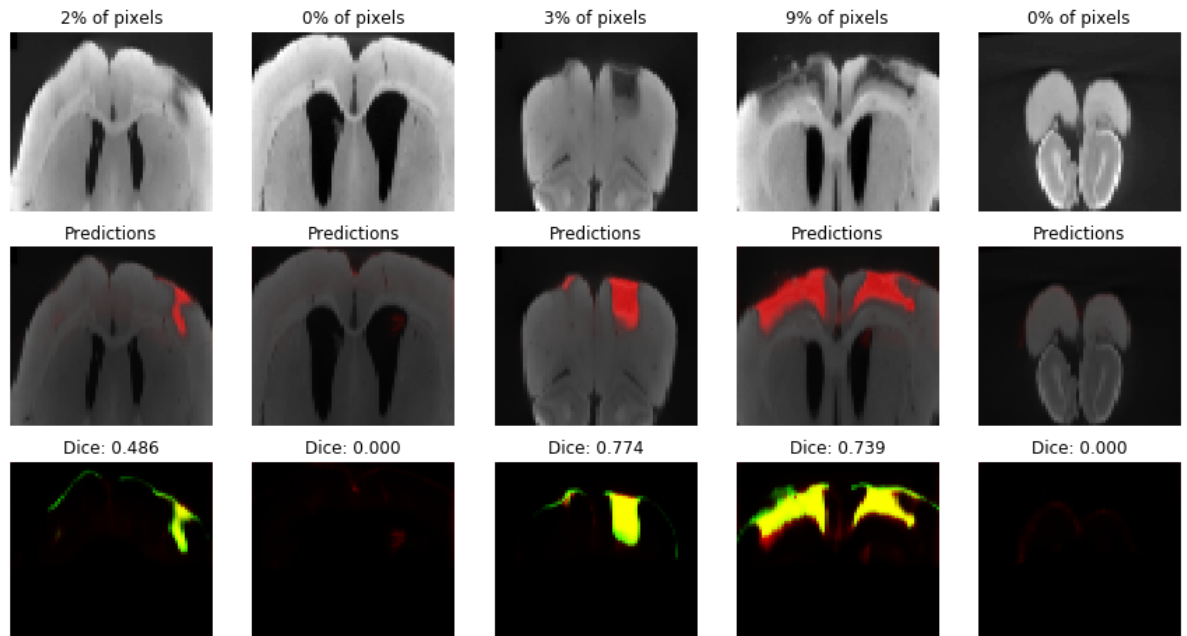 2% of pixels
0% of pixels
3% of pixels
9% of pixels
0% of pixels
Predictions
Predictions
Predictions
Predictions
Predictions
Dice: 0.486
Dice: 0.000
Dice: 0.774
Dice: 0.739
Dice: 0.000